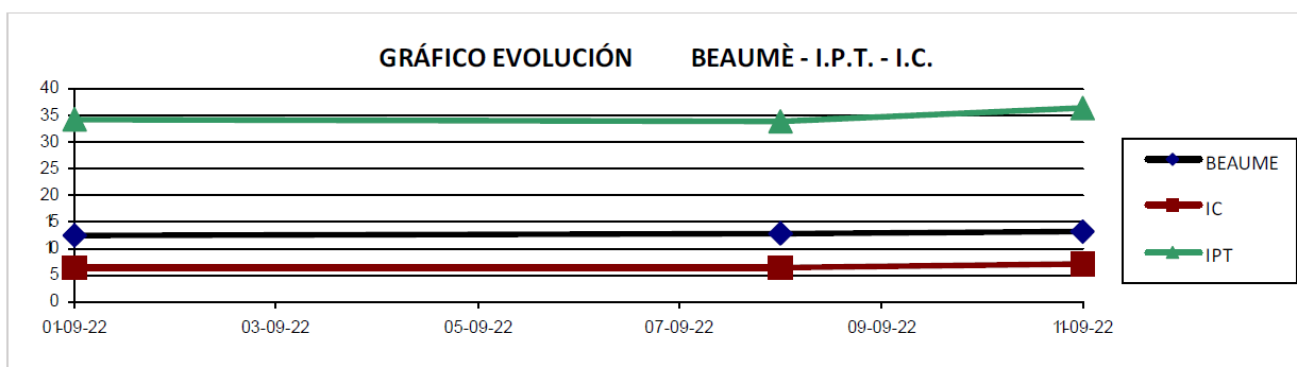 GRÁFICO EVOLUCIÓN BEAUMÈ - I.P.T. - I.C.
40
35
30
25
20
15
10
5
0
01-09-22 03-09-22 05-09-22 07-09-22 09-09-22 11-09-22
BEAUME
IC
IPT